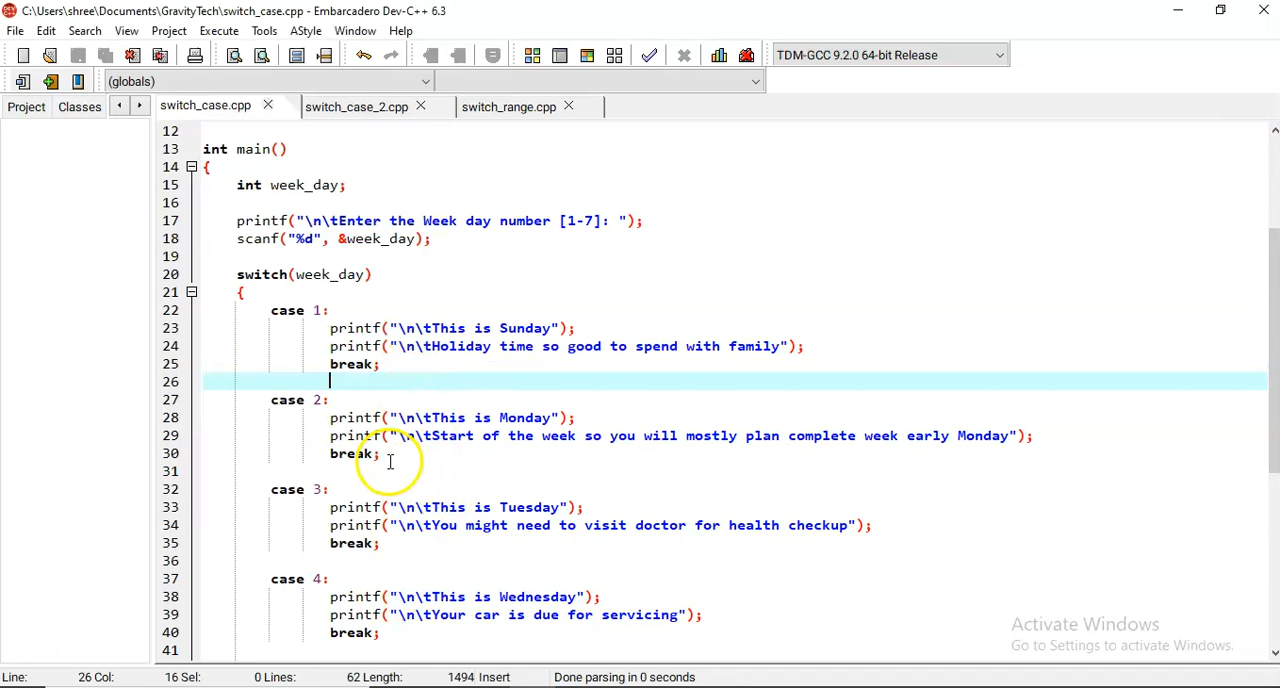 C:\Users\shree\Documents\GravityTech\switch_case.cpp - Embarcadero Dev-C++ 6.3
File Edit Search View Project Execute Tools AStyle Window Help
TDM-GCC 9.2.0 64-bit Release
(globals)
Project Classes switch_case.cpp switch_case_2.cpp switch_range.cpp
12
13 int main()
14 {
15 int week_day;
16
17 printf("\n\tEnter the Week day number [1-7]: ");
18 scanf("%d", &week_day);
19
20 switch(week_day)
21 {
22 case 1:
23 printf("\n\tThis is Sunday");
24 printf("\n\tHoliday time so good to spend with family");
25 break;
26
27 case 2:
28 printf("\n\tThis is Monday");
29 printf("\n\tStart of the week so you will mostly plan complete week early Monday");
30 break;
31
32 case 3:
33 printf("\n\tThis is Tuesday");
34 printf("\n\tYou might need to visit doctor for health checkup");
35 break;
36
37 case 4:
38 printf("\n\tThis is Wednesday");
39 printf("\n\tYour car is due for servicing");
40 break;
41
Activate Windows
Go to Settings to activate Windows.
Line: 26 Col: 16 Sel: 0 Lines: 62 Length: 1494 Insert Done parsing in 0 seconds